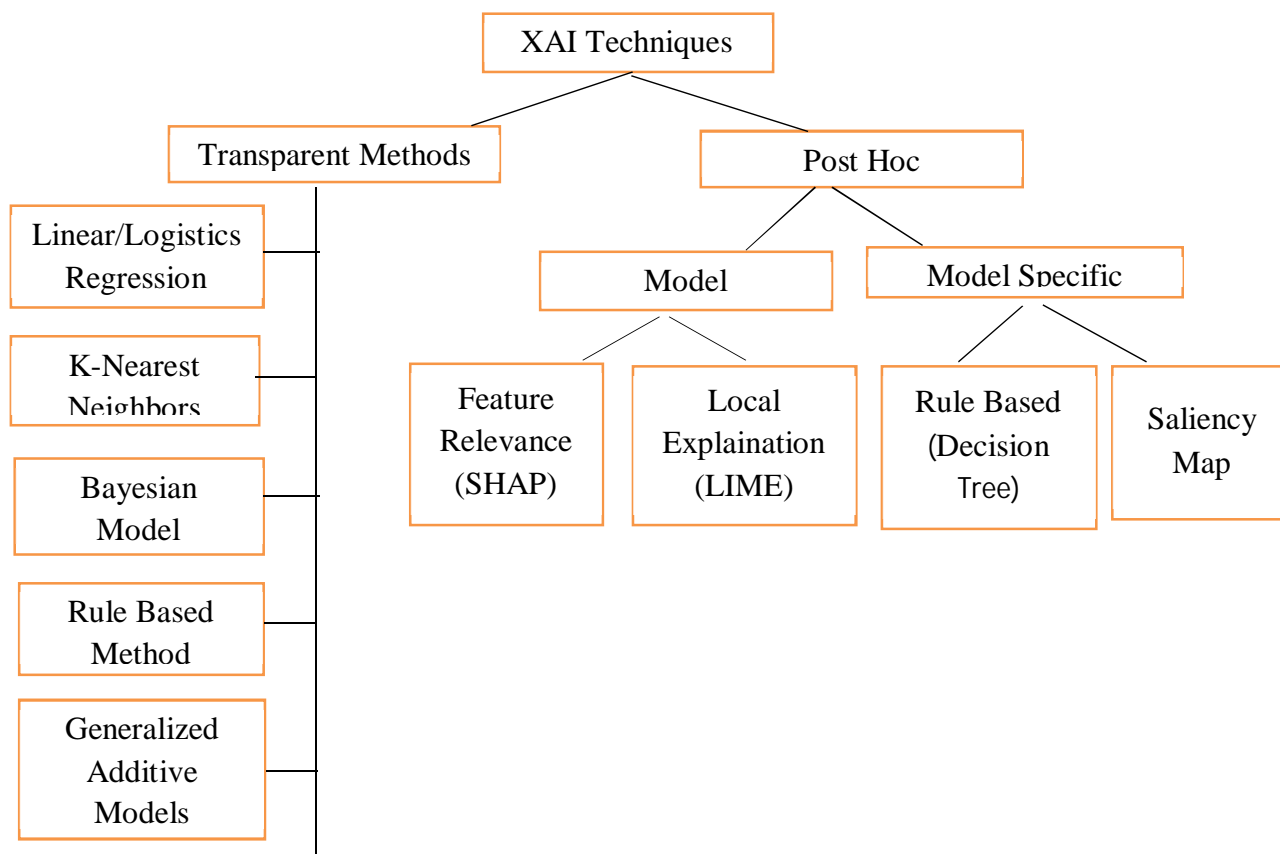 XAI Techniques
Transparent Methods
Post Hoc
Linear/Logistics
Regression
K-Nearest
Neighbors
Bayesian
Model
Rule Based
Method
Generalized
Additive
Models
Model
Model Specific
Feature
Relevance
(SHAP)
Local
Explaination
(LIME)
Rule Based
(Decision
Tree)
Saliency
Map